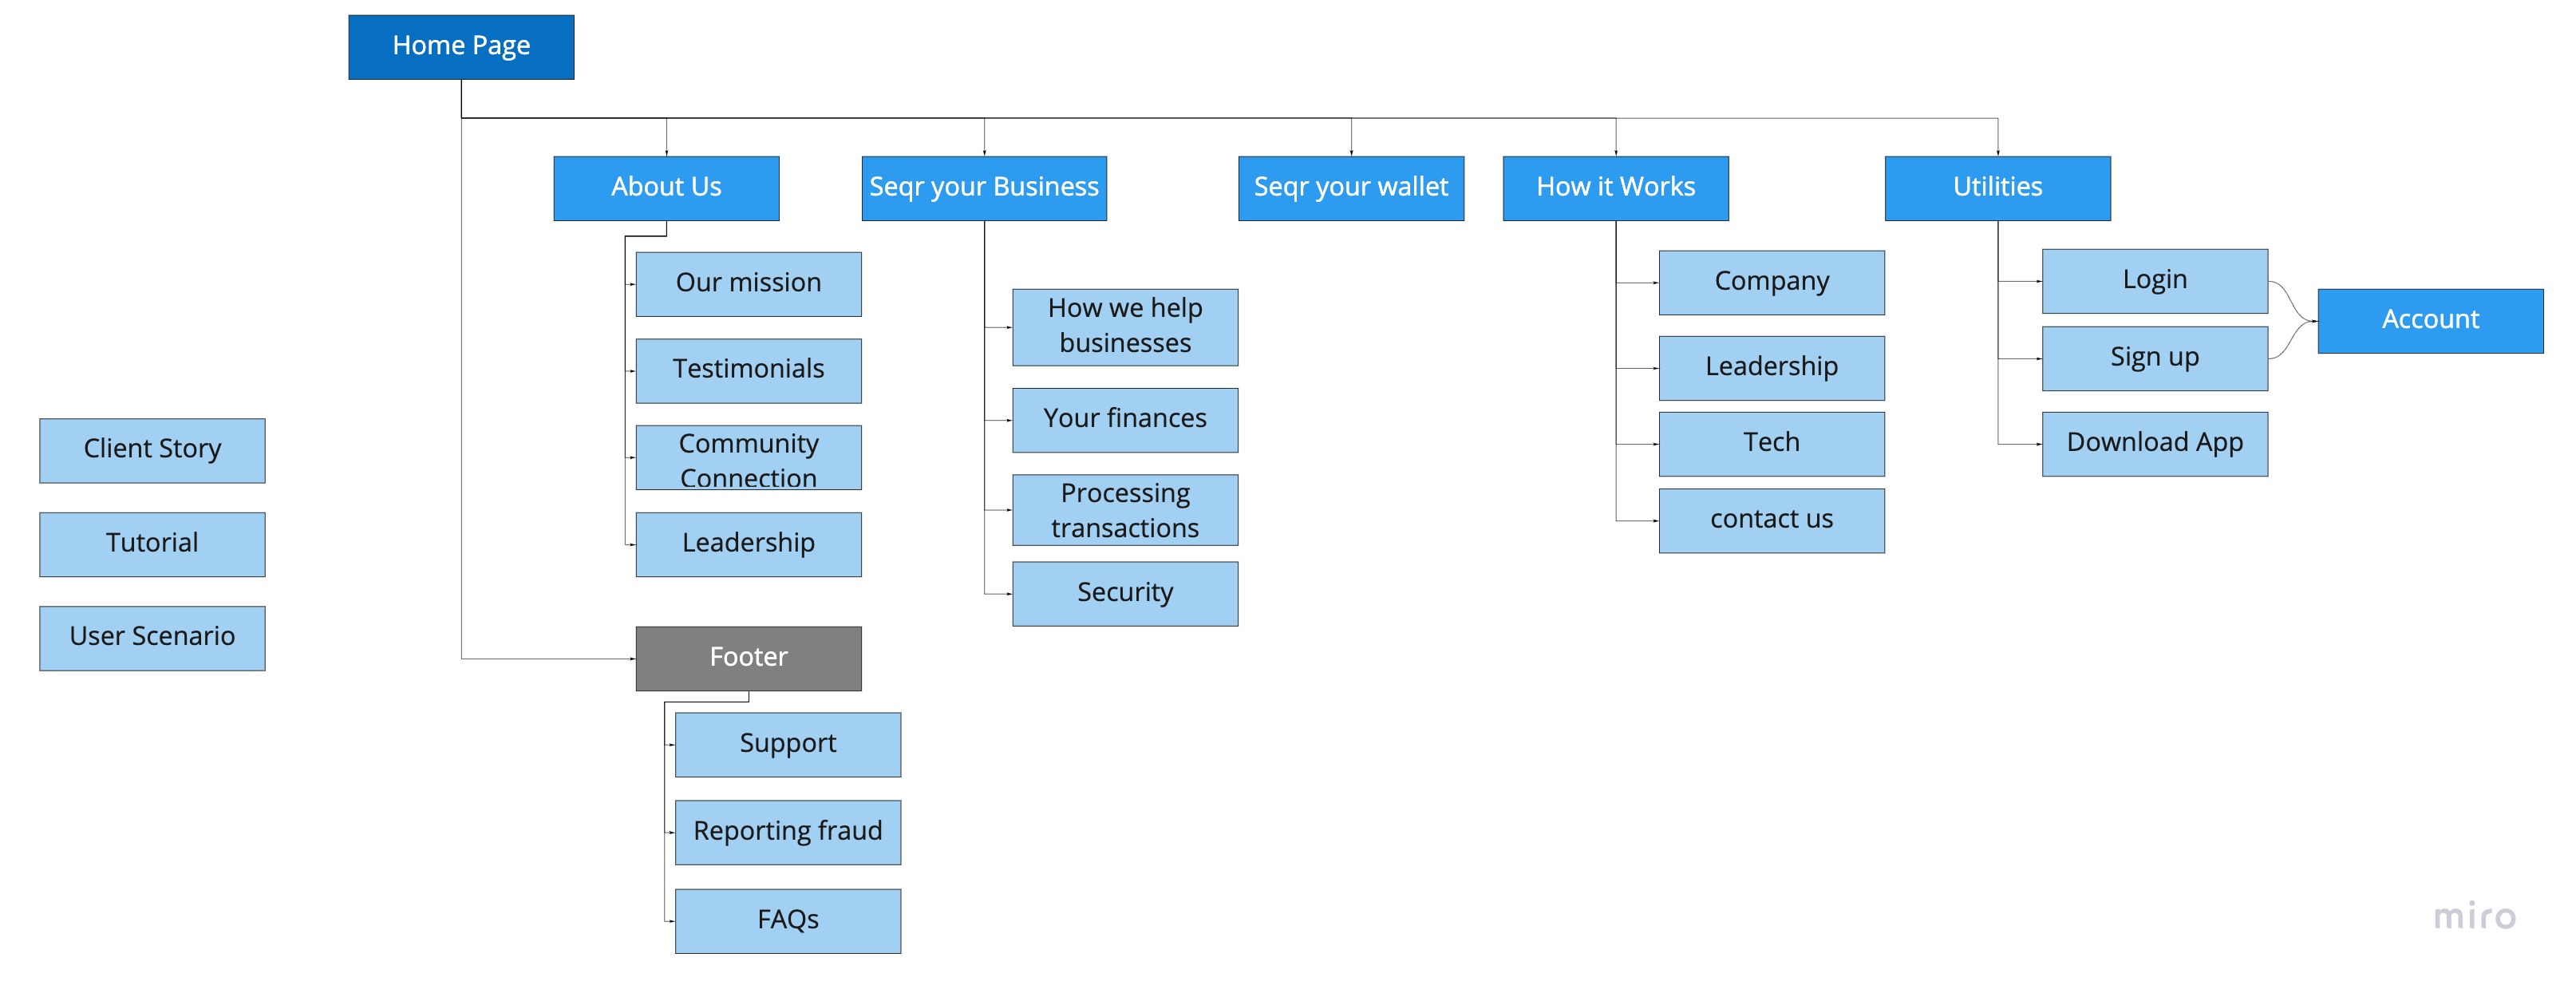 Home Page
About Us
Seqr your Business
Seqr your wallet
How it Works
Utilities
Our mission
Testimonials
Community
Connection
Leadership
How we help
businesses
Your finances
Processing
transactions
Security
Company
Leadership
Tech
contact us
Login
Sign up
Download App
Account
Client Story
Tutorial
User Scenario
Footer
Support
Reporting fraud
FAQs
miro